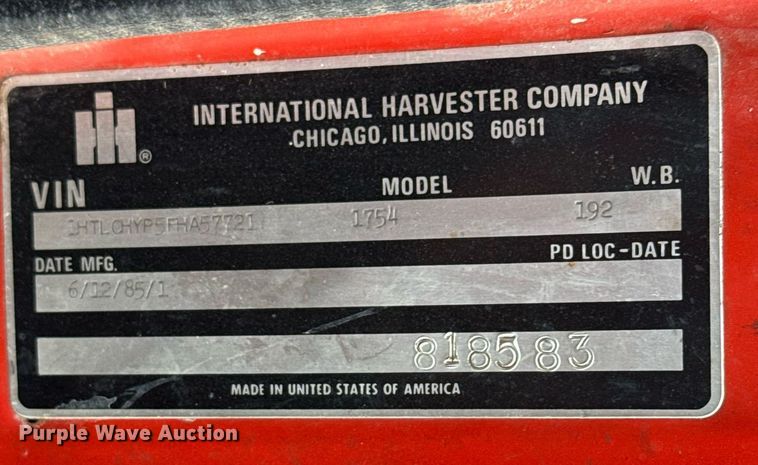 INTERNATIONAL HARVESTER COMPANY
CHICAGO, ILLINOIS 60611
IH ®
VIN MODEL W.B.
1HTLCHYP5FHA57721 1754 192
DATE MFG. PD LOC-DATE
6/12/85/1
818583
MADE IN UNITED STATES OF AMERICA
Purple Wave Auction